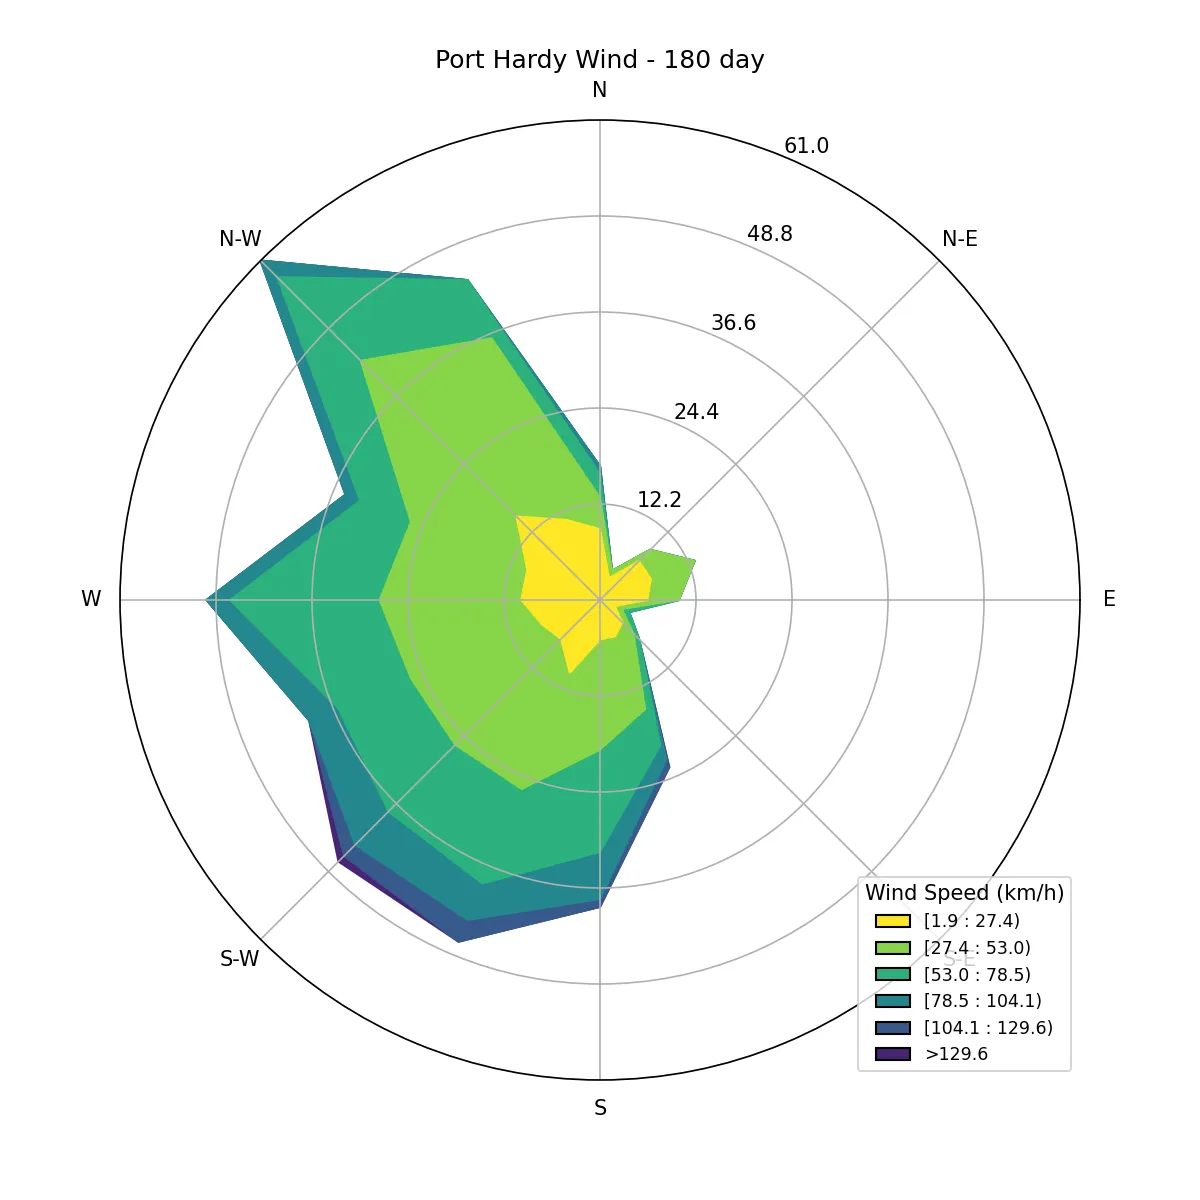 Port Hardy Wind - 180 day
N
61.0
N-W
48.8
N-E
36.6
24.4
12.2
W
E
Wind Speed (km/h)
[1.9 : 27.4)
[27.4 : 53.0)
S-W
S-E
[53.0 : 78.5)
[78.5 : 104.1)
[104.1 : 129.6)
>129.6
S